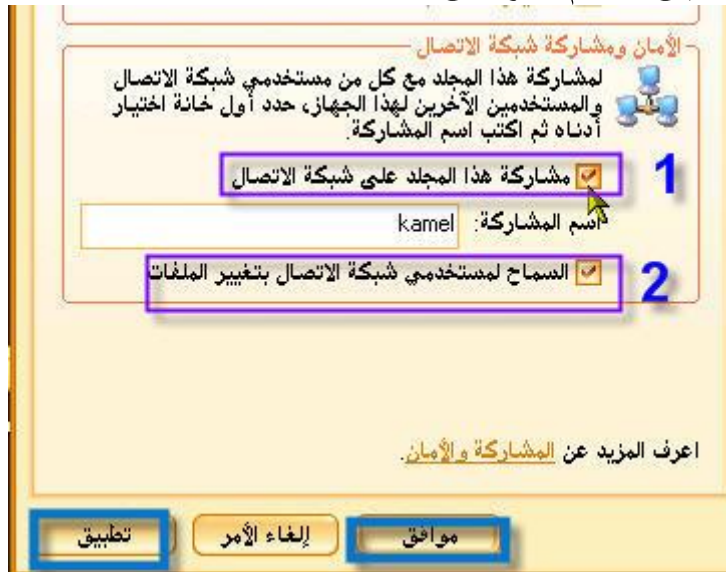 الأمان ومشاركة شبكة الاتصال
لمشاركة هذا المجلد مع كل من مستخدمي شبكة الاتصال
والمستخدمين الآخرين لهذا الجهاز، حدد أول خانة اختيار
أدناه ثم اكتب اسم المشاركة.
مشاركة هذا المجلد على شبكة الاتصال
1
اسم المشاركة: kamel
السماح لمستخدمي شبكة الاتصال بتغيير الملفات
2
اعرف المزيد عن المشاركة والأمان.
موافق
إلغاء الأمر
تطبيق